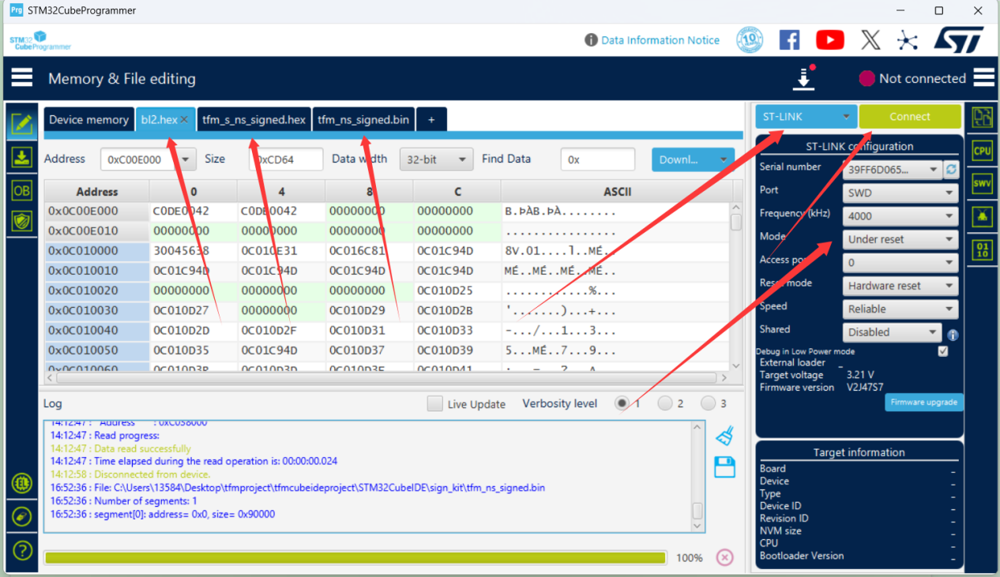 Prg STM32CubeProgrammer
STM32 CubeProgrammer
Data Information Notice
Memory & File editing
Not connected
Device memory bl2.hex tfm_s_ns_signed.hex tfm_ns_signed.bin +
Address 0xC00E000 Size 0xCD64 Data width 32-bit Find Data 0x Downl...
Address 0 4 8 C ASCII
0x0C00E000 C0DE0042 C0DE0042 00000000 00000000 B.ÞÀB.ÞÀ........
0x0C00E010 00000000 00000000 00000000 00000000 ................
0x0C010000 30045638 0C010E31 0C016C81 0C01C94D
0x0C010010 0C01C94D 0C01C94D 0C01C94D 0C01C94D MÉ..MÉ..MÉ..MÉ..
0x0C010020 00000000 00000000 00000000 0C010D25 ............%...
0x0C010030 0C010D27 00000000 0C010D29 0C010D2B '.......)...+...
0x0C010040 0C010D2D 0C010D2F 0C010D31 0C010D33 -.../...1...3...
0x0C010050 0C010D35 0C01C94D 0C010D37 0C010D39 5...MÉ..7...9...
0x0C010060 0C010D3B 0C010D3D 0C010D3F 0C010D41
Log
Live Update Verbosity level 1 2 3
14:12:47 : Address : 0xC038000
14:12:47 : Read progress:
14:12:47 : Data read successfully
14:12:47 : Time elapsed during the read operation is: 00:00:00.024
14:12:58 : Disconnected from device.
16:52:36 : File: C:\Users\13584\Desktop\tfmproject\tfmcubeideproject\STM32CubeIDE\sign_kit\tfm_ns_signed.bin
16:52:36 : Number of segments: 1
16:52:36 : segment[0]: address= 0x0, size= 0x90000
100%
ST-LINK Connect
ST-LINK configuration
Serial number 39FF6D065...
Port SWD
Frequency (kHz) 4000
Mode Under reset
Access port 0
Reset mode Hardware reset
Speed Reliable
Shared Disabled
Debug in Low Power mode
External loader _
Target voltage 3.21 V
Firmware version V2J47S7
Firmware upgrade
Target information
Board _
Device _
Type _
Device ID _
Revision ID _
NVM size _
CPU _
Bootloader Version _
OB
CPU
SWV
01
10